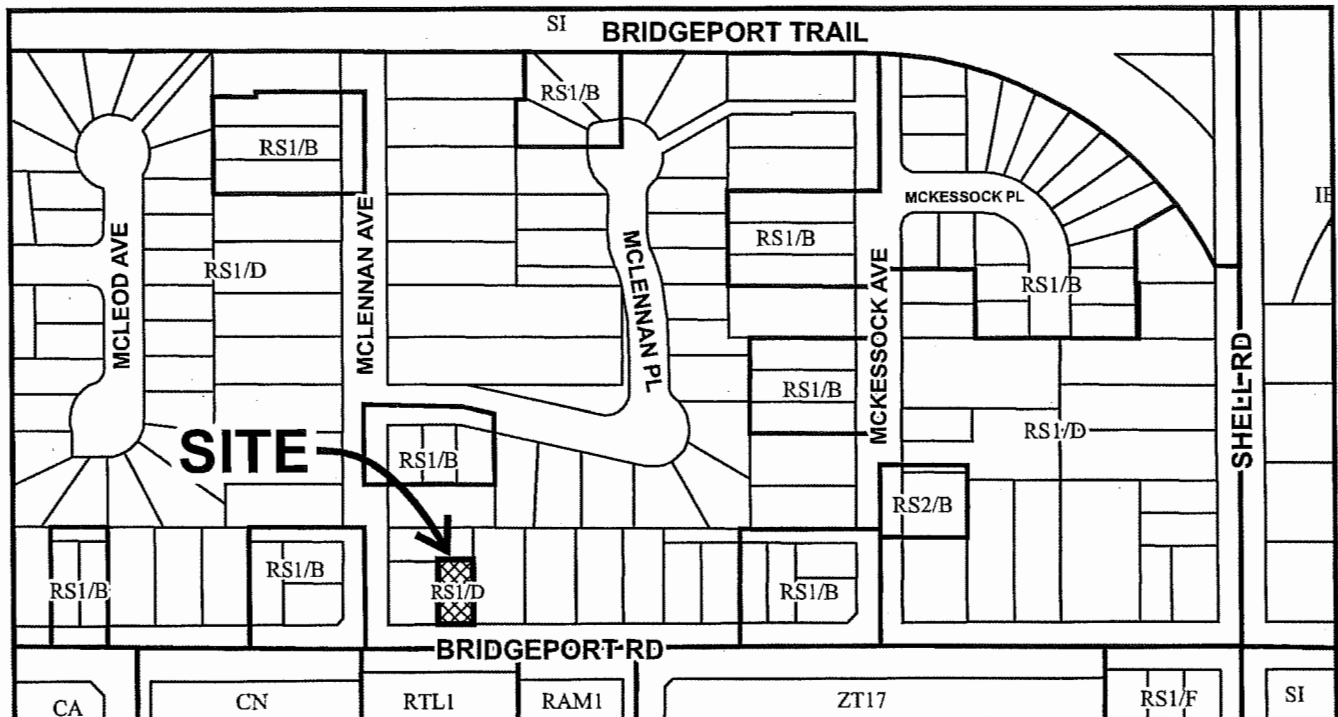 SI
BRIDGEPORT TRAIL
RS1/B
RS1/B
MCKESSOCK PL
MCLENNAN AVE
RS1/B
MCLEOD AVE
RS1/D
MCLENNAN PL
MCKESSOCK AVE
RS1/B
RS1/B
SHELL RD
RS1/D
SITE
RS1/B
RS2/B
RS1/B
RS1/B
RS1/D
RS1/B
BRIDGEPORT RD
CA
CN
RTL1
RAM1
ZT17
RS1/F
SI